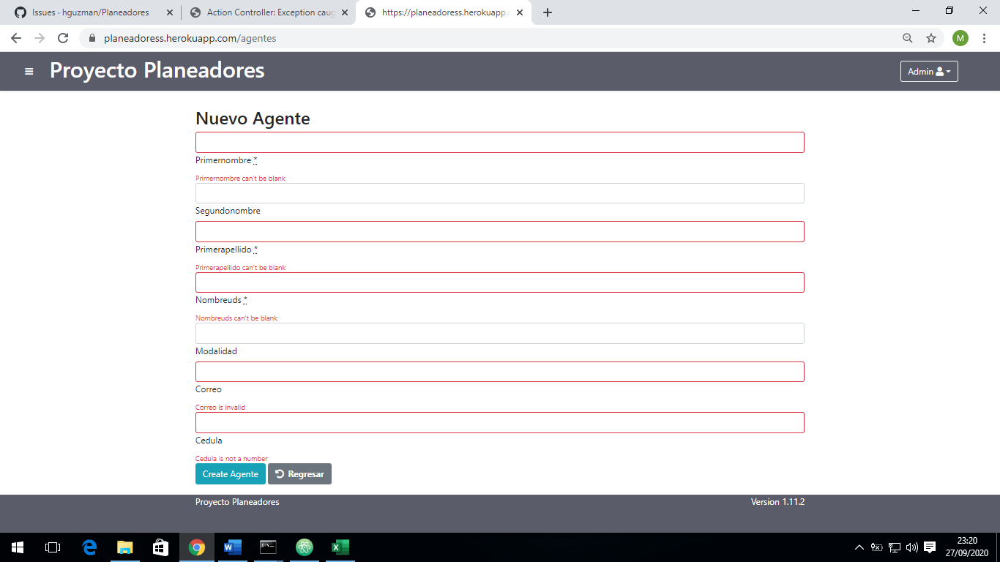 Issues · hguzman/Planeadores
Action Controller: Exception caug
https://planeadoress.herokuapp.c
planeadoress.herokuapp.com/agentes
M
Proyecto Planeadores
Admin
Nuevo Agente
Primernombre *
Primernombre can't be blank
Segundonombre
Primerapellido *
Primerapellido can't be blank
Nombreuds *
Nombreuds can't be blank
Modalidad
Correo
Correo is invalid
Cedula
Cedula is not a number
Create Agente
Regresar
Proyecto Planeadores
Version 1.11.2
23:20
27/09/2020